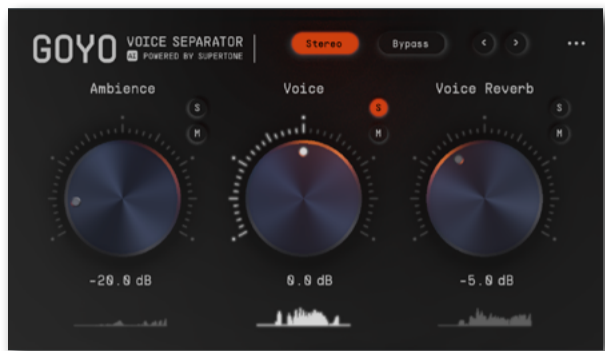 GOYO VOICE SEPARATOR
AI POWERED BY SUPERTONE
Stereo
Bypass
Ambience
Voice
Voice Reverb
S
S
S
M
M
M
-20.0 dB
0.0 dB
-5.0 dB